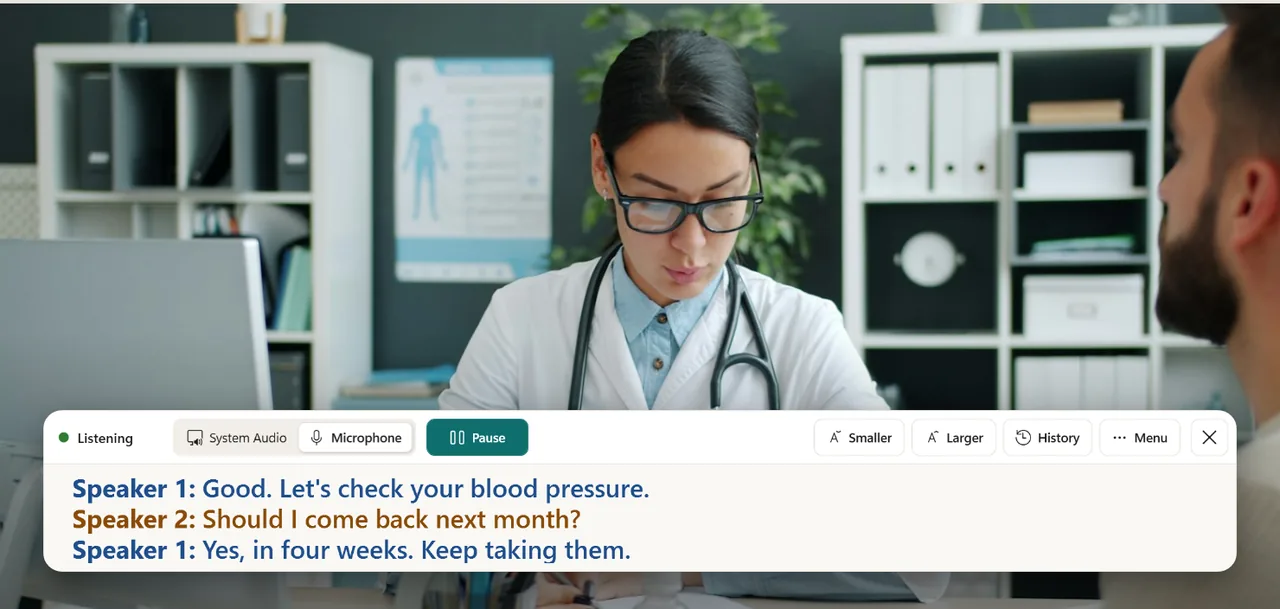 Listening
System Audio
Microphone
Pause
Smaller
Larger
History
Menu
Speaker 1: Good. Let's check your blood pressure.
Speaker 2: Should I come back next month?
Speaker 1: Yes, in four weeks. Keep taking them.